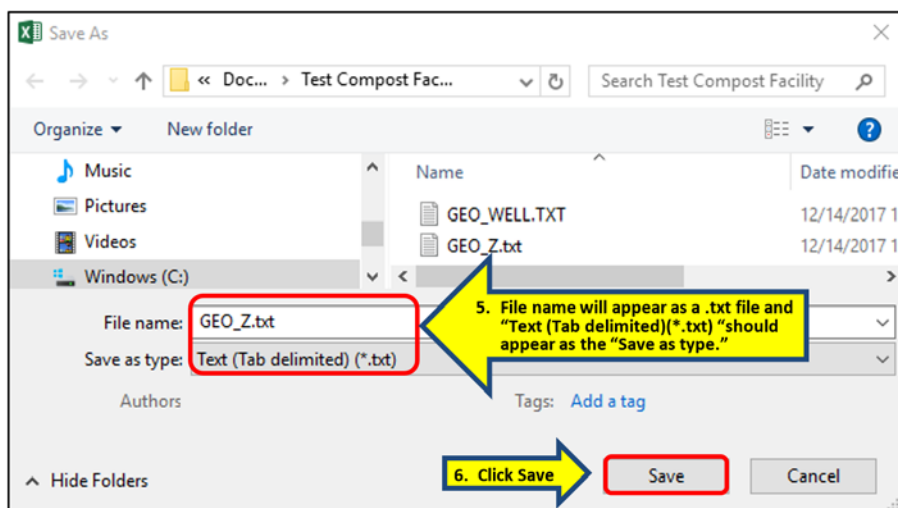 Save As
« Doc... › Test Compost Fac...
Search Test Compost Facility
Organize
New folder
Music
Pictures
Videos
Windows (C:)
Name
Date modifie
GEO_WELL.TXT
12/14/2017 1
GEO_Z.txt
12/14/2017 1
File name: GEO_Z.txt
Save as type: Text (Tab delimited) (*.txt)
5. File name will appear as a .txt file and
“Text (Tab delimited)(*.txt) “should
appear as the “Save as type.”
Authors
Tags: Add a tag
Hide Folders
6. Click Save
Save
Cancel